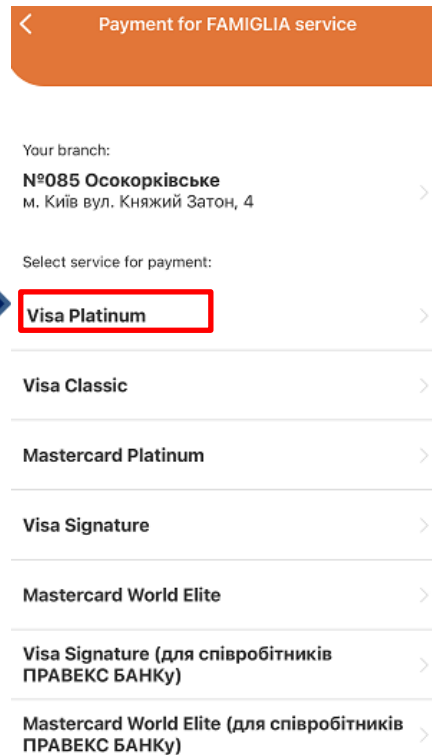 Payment for FAMIGLIA service
Your branch:
№085 Осокорківське
м. Київ вул. Княжий Затон, 4
Select service for payment:
Visa Platinum
Visa Classic
Mastercard Platinum
Visa Signature
Mastercard World Elite
Visa Signature (для співробітників
ПРАВЕКС БАНКу)
Mastercard World Elite (для співробітників
ПРАВЕКС БАНКу)